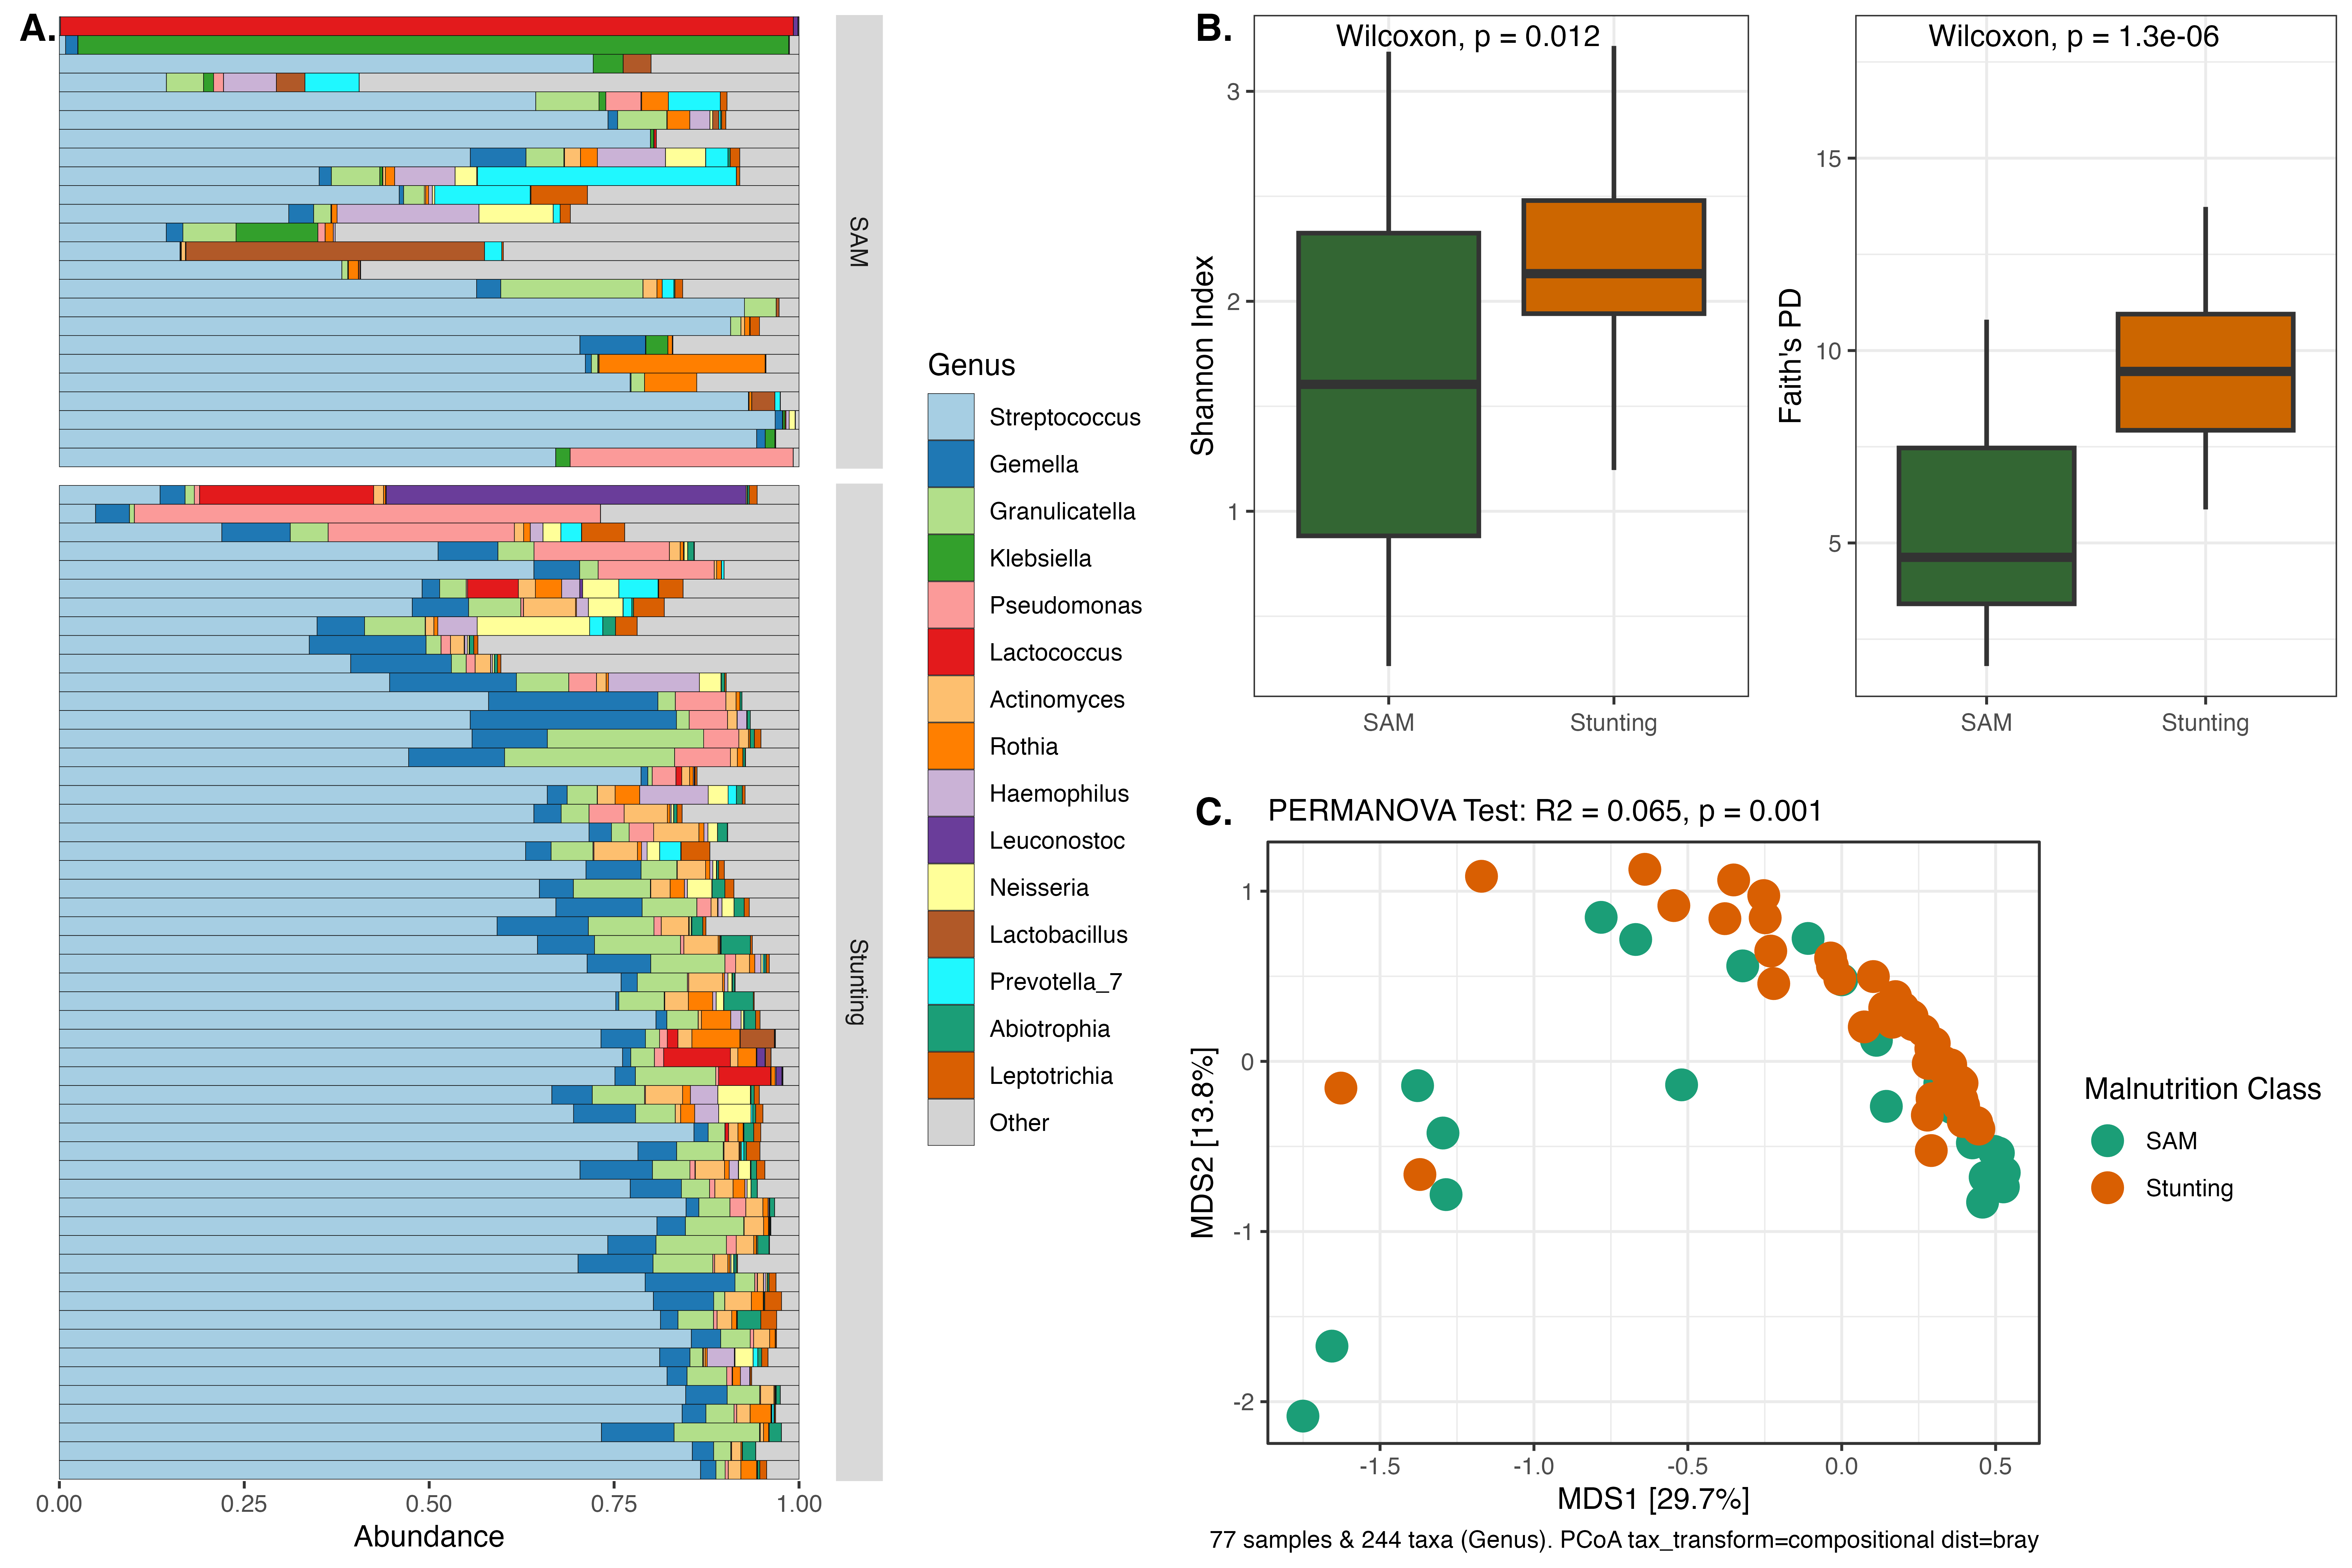 A.
SAM
Stunting
0.00 0.25 0.50 0.75 1.00
Abundance
Genus
Streptococcus
Gemella
Granulicatella
Klebsiella
Pseudomonas
Lactococcus
Actinomyces
Rothia
Haemophilus
Leuconostoc
Neisseria
Lactobacillus
Prevotella_7
Abiotrophia
Leptotrichia
Other
B.
Wilcoxon, p = 0.012
Shannon Index
3
2
1
SAM Stunting
Wilcoxon, p = 1.3e-06
Faith's PD
15
10
5
SAM Stunting
C.
PERMANOVA Test: R2 = 0.065, p = 0.001
MDS2 [13.8%]
1
0
-1
-2
-1.5 -1.0 -0.5 0.0 0.5
MDS1 [29.7%]
77 samples & 244 taxa (Genus). PCoA tax_transform=compositional dist=bray
Malnutrition Class
SAM
Stunting